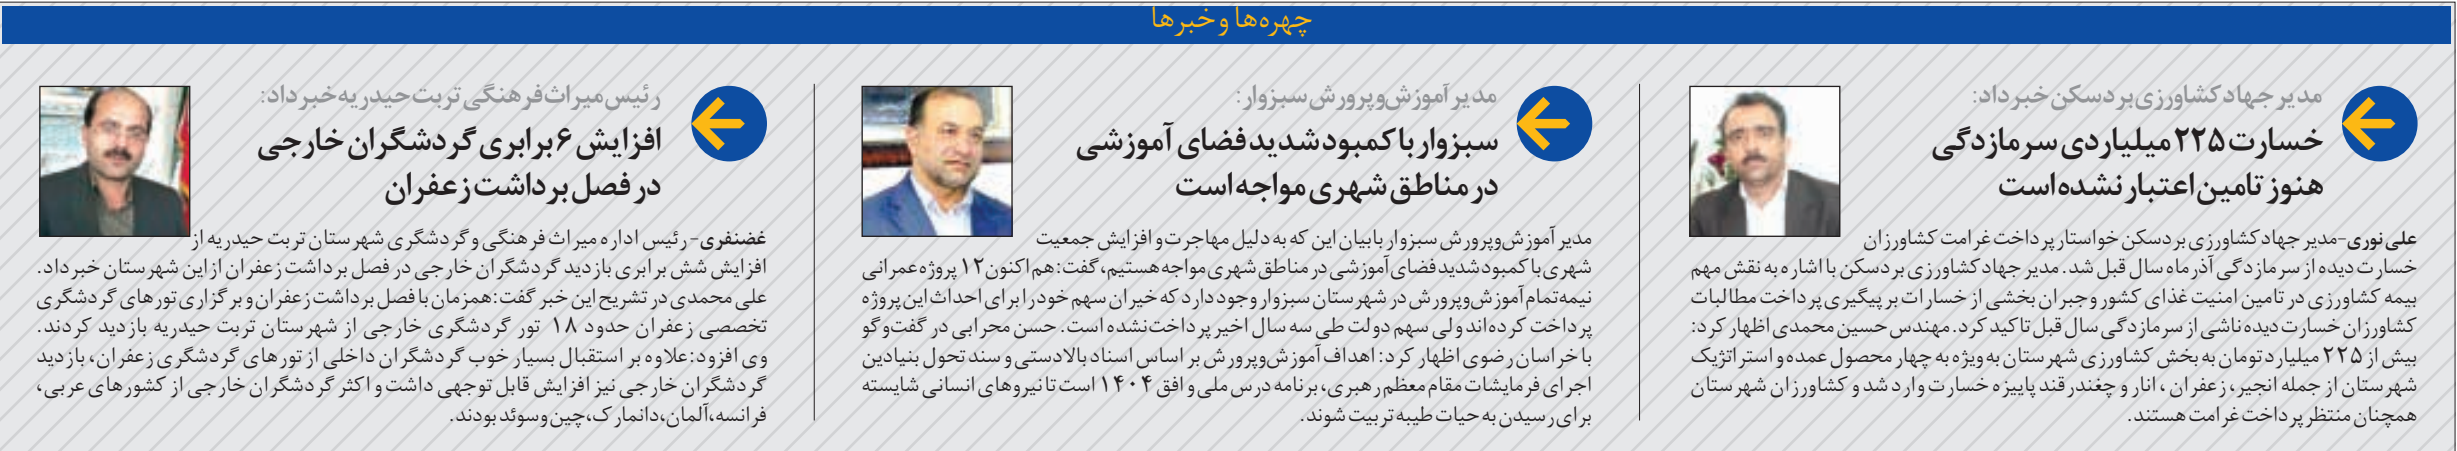 چهره‌ها و خبرها
مدیر جهاد کشاورزی بردسکن خبر داد:
خسارت ۲۲۵ میلیاردی سرمازدگی
هنوز تامین اعتبار نشده است
علی نوری-مدیر جهاد کشاورزی بردسکن خواستار پرداخت غرامت کشاورزان
خسارت دیده از سرمازدگی آذر ماه سال قبل شد. مدیر جهاد کشاورزی بردسکن با اشاره به نقش مهم
بیمه کشاورزی در تامین امنیت غذای کشور و جبران بخشی از خسارات بر پیگیری پرداخت مطالبات
کشاورزان خسارت دیده ناشی از سرمازدگی سال قبل تاکید کرد. مهندس حسین محمدی اظهار کرد:
بیش از ۲۲۵ میلیارد تومان به بخش کشاورزی شهرستان به ویژه به چهار محصول عمده و استراتژیک
شهرستان از جمله انجیر، زعفران ، انار و چغندر قند پاییزه خسارت وارد شد و کشاورزان شهرستان
همچنان منتظر پرداخت غرامت هستند.
مدیر آموزش‌وپرورش سبزوار:
سبزوار با کمبود شدید فضای آموزشی
در مناطق شهری مواجه است
مدیر آموزش‌وپرورش سبزوار با بیان این که به دلیل مهاجرت و افزایش جمعیت
شهری با کمبود شدید فضای آموزشی در مناطق شهری مواجه هستیم، گفت: هم اکنون ۱۲ پروژه عمرانی
نیمه‌تمام آموزش‌وپرورش در شهرستان سبزوار وجود دارد که خیران سهم خود را برای احداث این پروژه
پرداخت کرده‌اند ولی سهم دولت طی سه سال اخیر پرداخت‌نشده است. حسن محرابی در گفت‌وگو
با خراسان رضوی اظهار کرد: اهداف آموزش‌وپرورش بر اساس اسناد بالادستی و سند تحول بنیادین
اجرای فرمایشات مقام معظم رهبری، برنامه درس ملی و افق ۱۴۰۴ است تا نیروهای انسانی شایسته
برای رسیدن به حیات طیبه تربیت شوند.
رئیس میراث فرهنگی تربت حیدریه خبر داد:
افزایش ۶ برابری گردشگران خارجی
در فصل برداشت زعفران
غضنفری- رئیس اداره میراث فرهنگی و گردشگری شهرستان تربت حیدریه از
افزایش شش برابری بازدید گردشگران خارجی در فصل برداشت زعفران از این شهرستان خبر داد.
علی محمدی در تشریح این خبر گفت: همزمان با فصل برداشت زعفران و برگزاری تورهای گردشگری
تخصصی زعفران حدود ۱۸ تور گردشگری خارجی از شهرستان تربت حیدریه بازدید کردند.
وی افزود: علاوه بر استقبال بسیار خوب گردشگران داخلی از تورهای گردشگری زعفران، بازدید
گردشگران خارجی نیز افزایش قابل توجهی داشت و اکثر گردشگران خارجی از کشورهای عربی،
فرانسه، آلمان، دانمارک، چین و سوئد بودند.